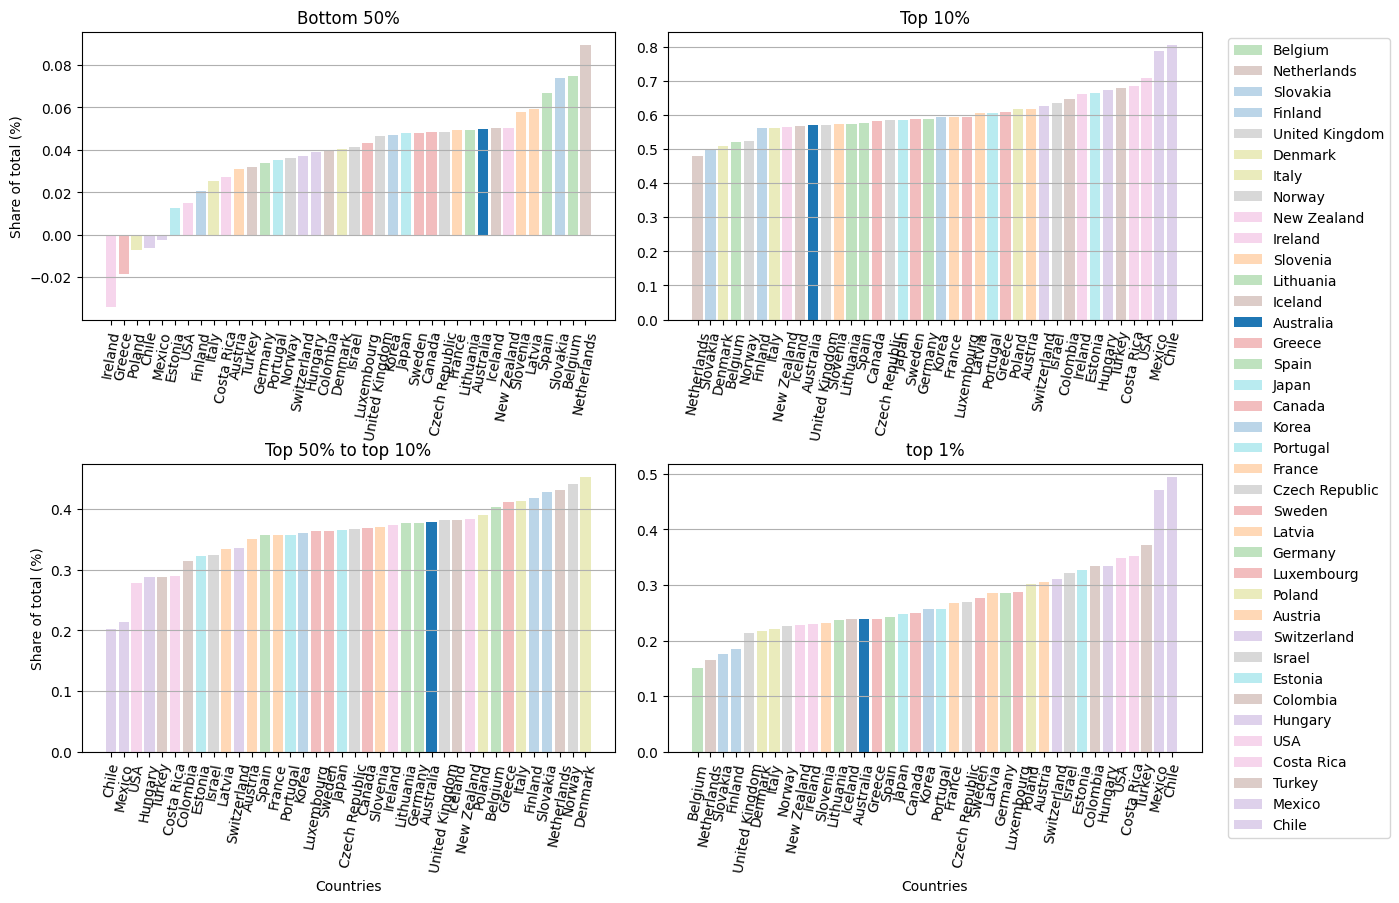 Bottom 50%
Share of total (%)
0.08
0.06
0.04
0.02
0.00
−0.02
Ireland
Greece
Poland
Chile
Mexico
Estonia
USA
Finland
Italy
Costa Rica
Austria
Turkey
Germany
Portugal
Norway
Switzerland
Hungary
Colombia
Denmark
Israel
Luxembourg
United Kingdom
Korea
Japan
Sweden
Canada
Czech Republic
France
Lithuania
Australia
Iceland
New Zealand
Slovenia
Latvia
Spain
Slovakia
Belgium
Netherlands
Top 10%
0.8
0.7
0.6
0.5
0.4
0.3
0.2
0.1
0.0
Netherlands
Slovakia
Denmark
Belgium
Norway
Finland
Italy
New Zealand
Iceland
Australia
United Kingdom
Slovenia
Lithuania
Spain
Canada
Czech Republic
Japan
Sweden
Germany
Korea
France
Luxembourg
Latvia
Portugal
Greece
Poland
Austria
Switzerland
Israel
Colombia
Ireland
Estonia
Hungary
Turkey
Costa Rica
USA
Mexico
Chile
Top 50% to top 10%
Share of total (%)
0.4
0.3
0.2
0.1
0.0
Chile
Mexico
USA
Hungary
Turkey
Costa Rica
Colombia
Estonia
Israel
Latvia
Switzerland
Austria
Spain
France
Portugal
Korea
Luxembourg
Sweden
Japan
Czech Republic
Canada
Slovenia
Ireland
Lithuania
Germany
Australia
United Kingdom
Iceland
New Zealand
Poland
Belgium
Greece
Italy
Finland
Slovakia
Netherlands
Norway
Denmark
Countries
top 1%
0.5
0.4
0.3
0.2
0.1
0.0
Belgium
Netherlands
Slovakia
Finland
United Kingdom
Denmark
Italy
Norway
New Zealand
Ireland
Slovenia
Lithuania
Iceland
Australia
Greece
Spain
Japan
Canada
Korea
Portugal
France
Czech Republic
Sweden
Latvia
Germany
Luxembourg
Poland
Austria
Switzerland
Israel
Estonia
Colombia
Hungary
USA
Costa Rica
Turkey
Mexico
Chile
Countries
Belgium
Netherlands
Slovakia
Finland
United Kingdom
Denmark
Italy
Norway
New Zealand
Ireland
Slovenia
Lithuania
Iceland
Australia
Greece
Spain
Japan
Canada
Korea
Portugal
France
Czech Republic
Sweden
Latvia
Germany
Luxembourg
Poland
Austria
Switzerland
Israel
Estonia
Colombia
Hungary
USA
Costa Rica
Turkey
Mexico
Chile